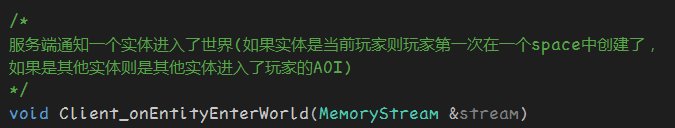 /*
服务端通知一个实体进入了世界(如果实体是当前玩家则玩家第一次在一个space中创建了，
如果是其他实体则是其他实体进入了玩家的AOI)
*/
void Client_onEntityEnterWorld(MemoryStream &stream)